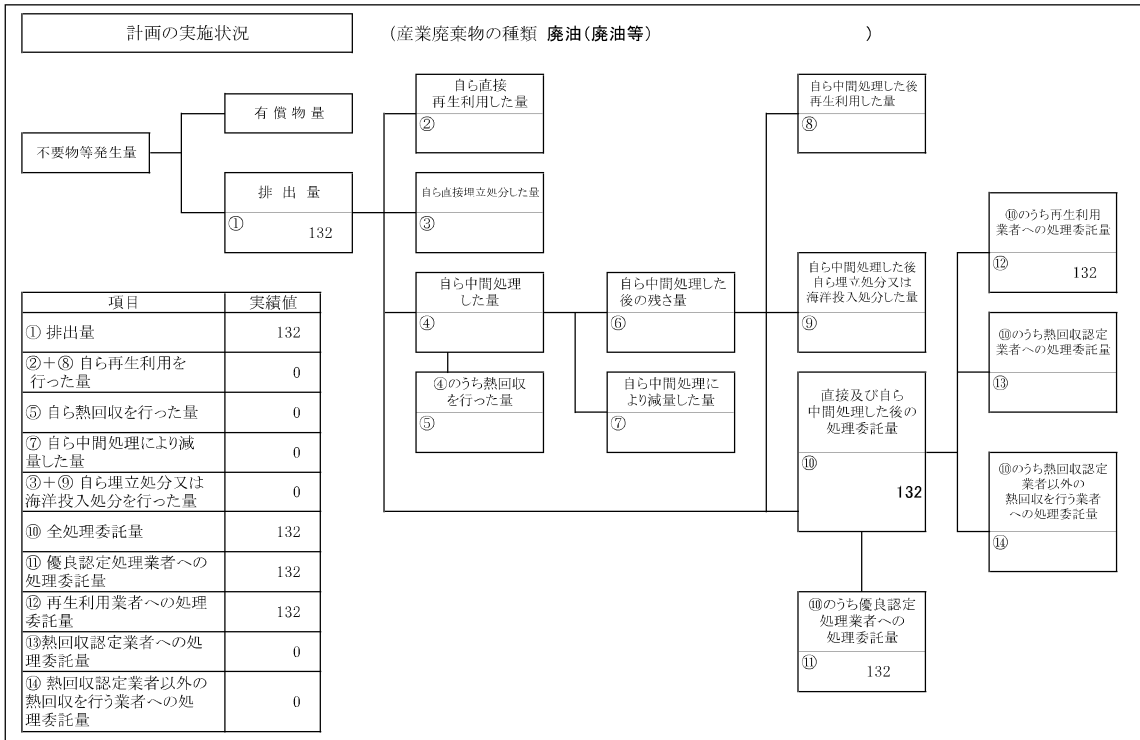 計画の実施状況
(産業廃棄物の種類 廃油(廃油等) )
不要物等発生量
有償物量
排出量
①
132
自ら直接
再生利用した量
②
自ら直接埋立処分した量
③
自ら中間処理
した量
④
④のうち熱回収
を行った量
⑤
自ら中間処理した
後の残さ量
⑥
自ら中間処理に
より減量した量
⑦
自ら中間処理した後
再生利用した量
⑧
自ら中間処理した後
自ら埋立処分又は
海洋投入処分した量
⑨
直接及び自ら
中間処理した後の
処理委託量
⑩
132
⑩のうち優良認定
処理業者への
処理委託量
⑪ 132
⑩のうち再生利用
業者への処理委託量
⑫ 132
⑩のうち熱回収認定
業者への処理委託量
⑬
⑩のうち熱回収認定
業者以外の
熱回収を行う業者
への処理委託量
⑭
項目 実績値
① 排出量 132
②+⑧ 自ら再生利用を
行った量 0
⑤ 自ら熱回収を行った量 0
⑦ 自ら中間処理により減
量した量 0
③+⑨ 自ら埋立処分又は
海洋投入処分を行った量 0
⑩ 全処理委託量 132
⑪ 優良認定処理業者への
処理委託量 132
⑫ 再生利用業者への処理
委託量 132
⑬熱回収認定業者への処
理委託量 0
⑭ 熱回収認定業者以外の
熱回収を行う業者への処
理委託量 0